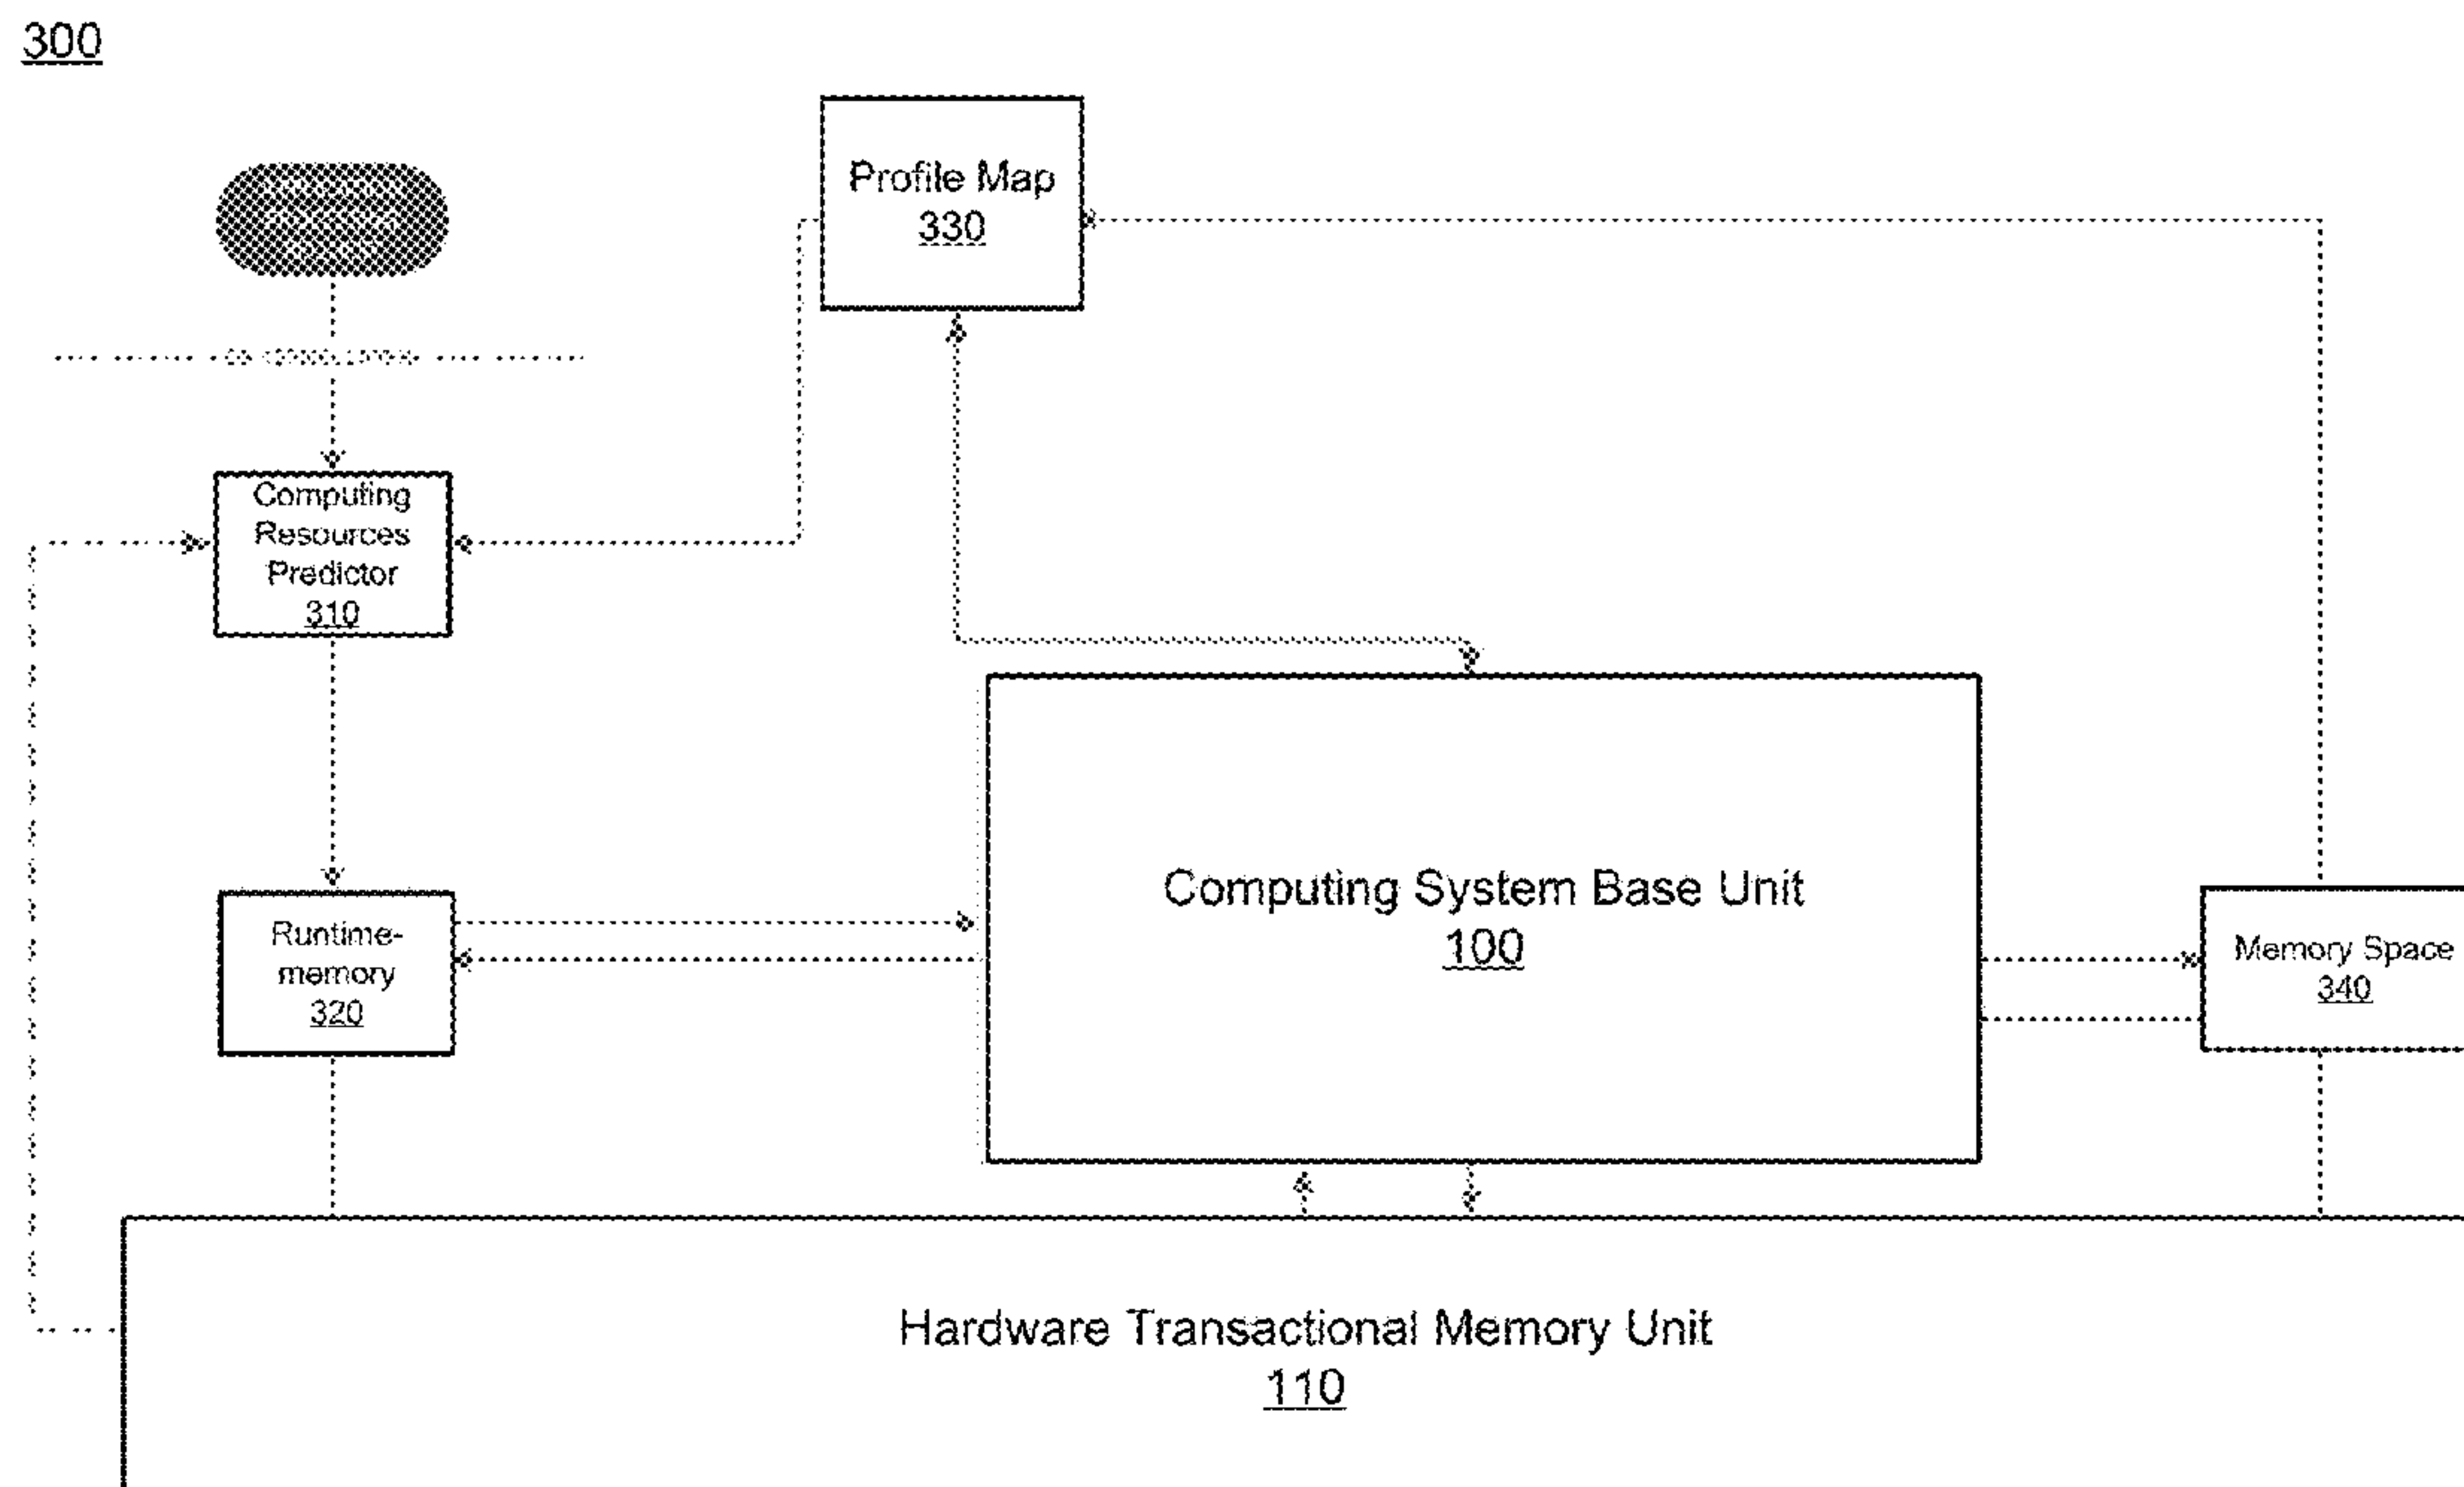 300
Profile Map
330
Computing
Resources
Predictor
310
Runtime-
memory
320
Computing System Base Unit
100
Memory Space
340
Hardware Transactional Memory Unit
110